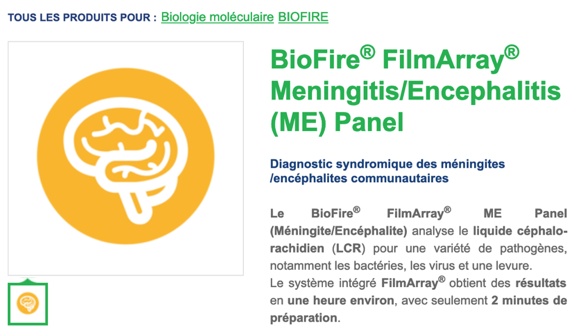 TOUS LES PRODUITS POUR : Biologie moléculaire BIOFIRE
BioFire® FilmArray®
Meningitis/Encephalitis
(ME) Panel
Diagnostic syndromique des méningites
/encéphalites communautaires
Le BioFire® FilmArray® ME Panel
(Méningite/Encéphalite) analyse le liquide céphalo-
rachidien (LCR) pour une variété de pathogènes,
notamment les bactéries, les virus et une levure.
Le système intégré FilmArray® obtient des résultats
en une heure environ, avec seulement 2 minutes de
préparation.